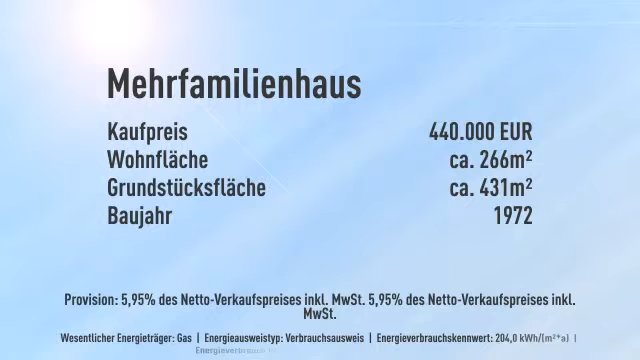 Mehrfamilienhaus
Kaufpreis 440.000 EUR
Wohnfläche ca. 266m²
Grundstücksfläche ca. 431m²
Baujahr 1972
Provision: 5,95% des Netto-Verkaufspreises inkl. MwSt. 5,95% des Netto-Verkaufspreises inkl.
MwSt.
Wesentlicher Energieträger: Gas | Energieausweistyp: Verbrauchsausweis | Energieverbrauchskennwert: 204,0 kWh/(m²*a) |